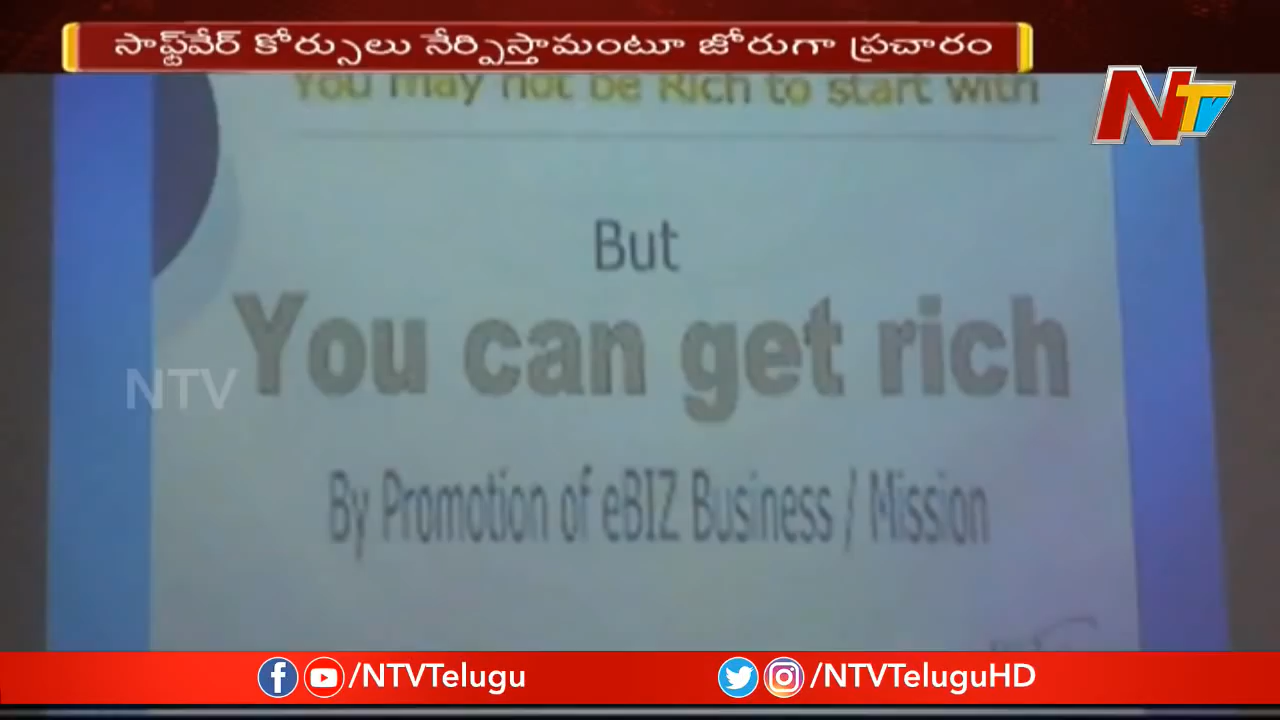 సాఫ్ట్‌వేర్ కోర్సులు నేర్పిస్తామంటూ జోరుగా ప్రచారం
NTV
You may not be Rich to start with
But
You can get rich
NTV
By Promotion of eBIZ Business / Mission
/NTVTelugu
/NTVTeluguHD